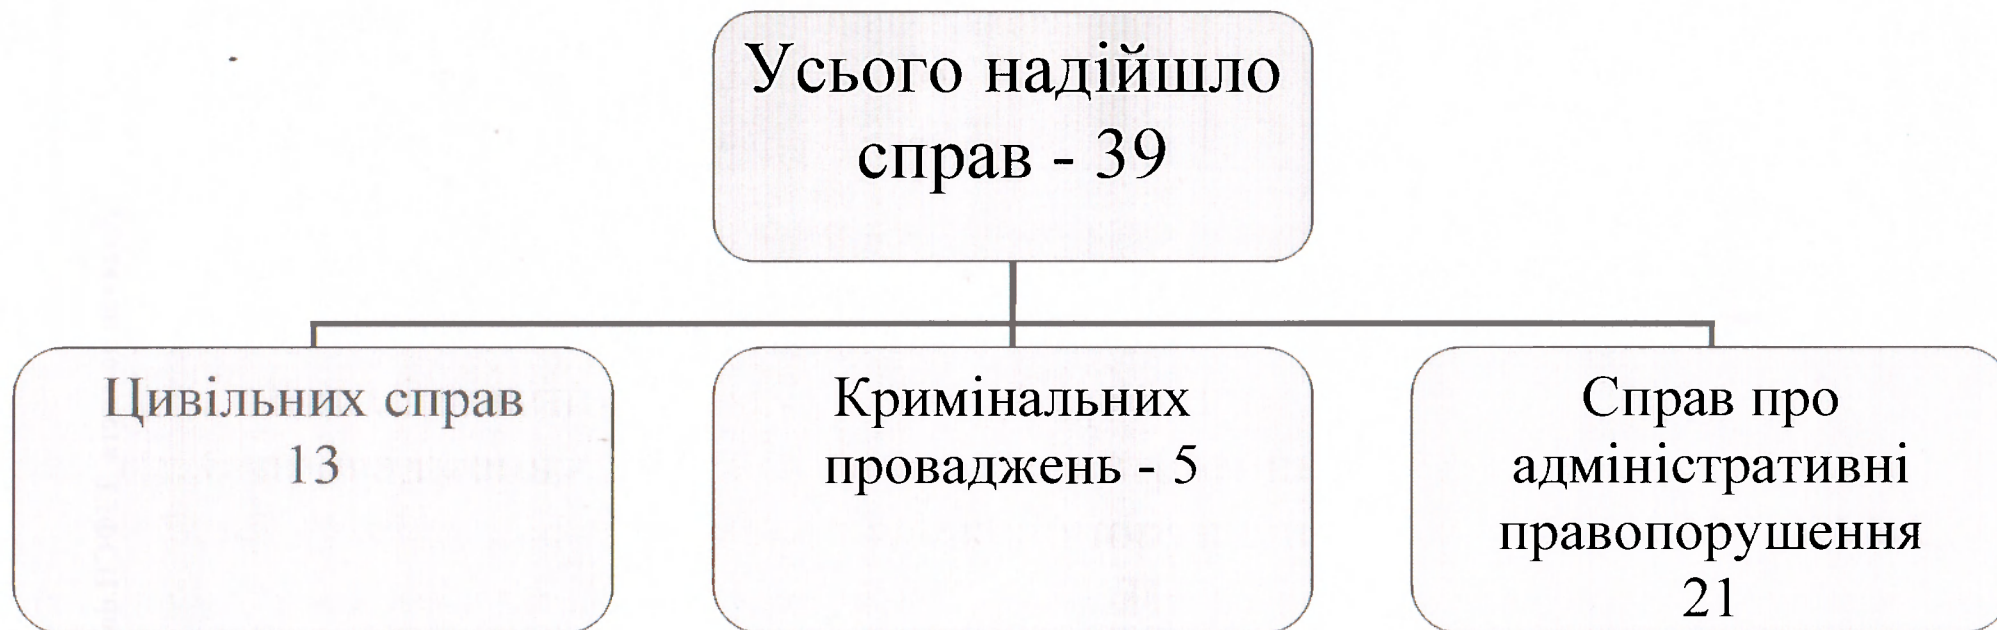 Усього надійшло
справ - 39
Цивільних справ
13
Кримінальних
проваджень - 5
Справ про
адміністративні
правопорушення
21